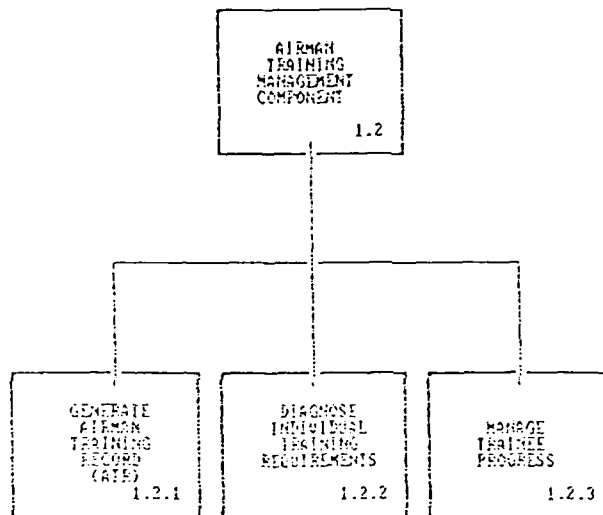 AIRMAN
TRAINING
MANAGEMENT
COMPONENT
1.2
GENERATE
AIRMAN
TRAINING
RECORD
(ATR)
1.2.1
DIAGNOSE
INDIVIDUAL
TRAINING
REQUIREMENTS
1.2.2
MANAGE
TRAINEE
PROGRESS
1.2.3